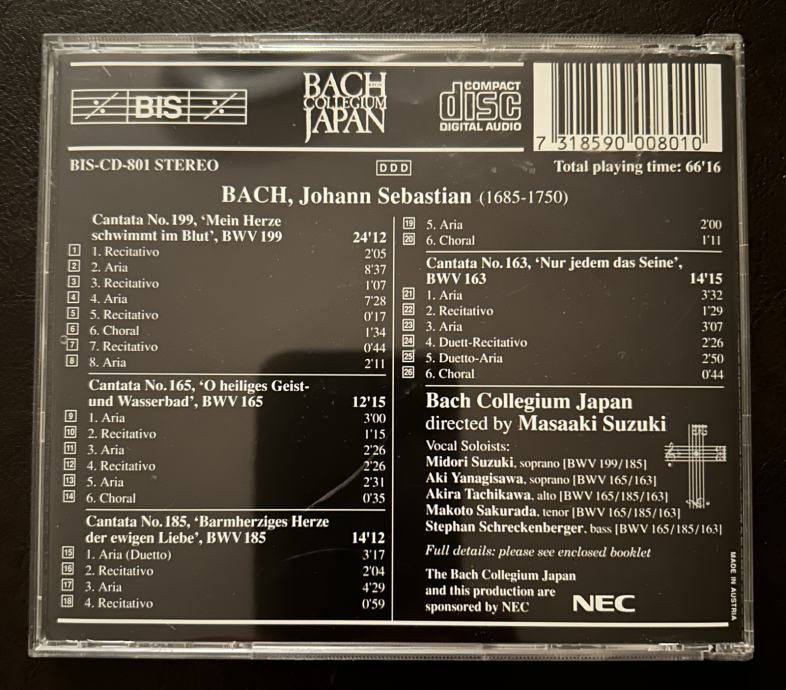 BIS
BACH
COLLEGIUM
JAPAN
COMPACT
disc
DIGITAL AUDIO
7 318590 008010
BIS-CD-801 STEREO
DDD
Total playing time: 66'16
BACH, Johann Sebastian (1685-1750)
Cantata No. 199, ‘Mein Herze
schwimmt im Blut’, BWV 199 24'12
1 1. Recitativo 2'05
2 2. Aria 8'37
3 3. Recitativo 1'07
4 4. Aria 7'28
5 5. Recitativo 0'17
6 6. Choral 1'34
7 7. Recitativo 0'44
8 8. Aria 2'11
Cantata No. 165, ‘O heiliges Geist-
und Wasserbad’, BWV 165 12'15
9 1. Aria 3'00
10 2. Recitativo 1'15
11 3. Aria 2'26
12 4. Recitativo 2'26
13 5. Aria 2'31
14 6. Choral 0'35
Cantata No. 185, ‘Barmherziges Herze
der ewigen Liebe’, BWV 185 14'12
15 1. Aria (Duetto) 3'17
16 2. Recitativo 2'04
17 3. Aria 4'29
18 4. Recitativo 0'59
19 5. Aria 2'00
20 6. Choral 1'11
Cantata No. 163, ‘Nur jedem das Seine’,
BWV 163 14'15
21 1. Aria 3'32
22 2. Recitativo 1'29
23 3. Aria 3'07
24 4. Duett-Recitativo 2'26
25 5. Duetto-Aria 2'50
26 6. Choral 0'44
Bach Collegium Japan
directed by Masaaki Suzuki
Vocal Soloists:
Midori Suzuki, soprano [BWV 199/185]
Aki Yanagisawa, soprano [BWV 165/163]
Akira Tachikawa, alto [BWV 165/185/163]
Makoto Sakurada, tenor [BWV 165/185/163]
Stephan Schreckenberger, bass [BWV 165/185/163]
Full details: please see enclosed booklet
The Bach Collegium Japan
and this production are
sponsored by NEC
NEC
MADE IN AUSTRIA